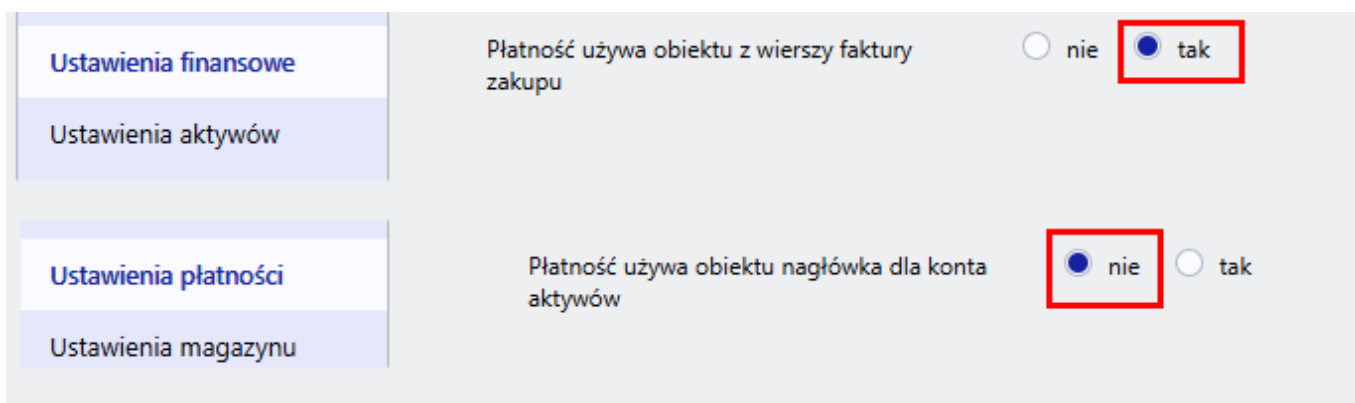 Ustawienia finansowe
Płatność używa obiektu z wierszy faktury
zakupu
nie
tak
Ustawienia aktywów
Ustawienia płatności
Płatność używa obiektu nagłówka dla konta
aktywów
nie
tak
Ustawienia magazynu